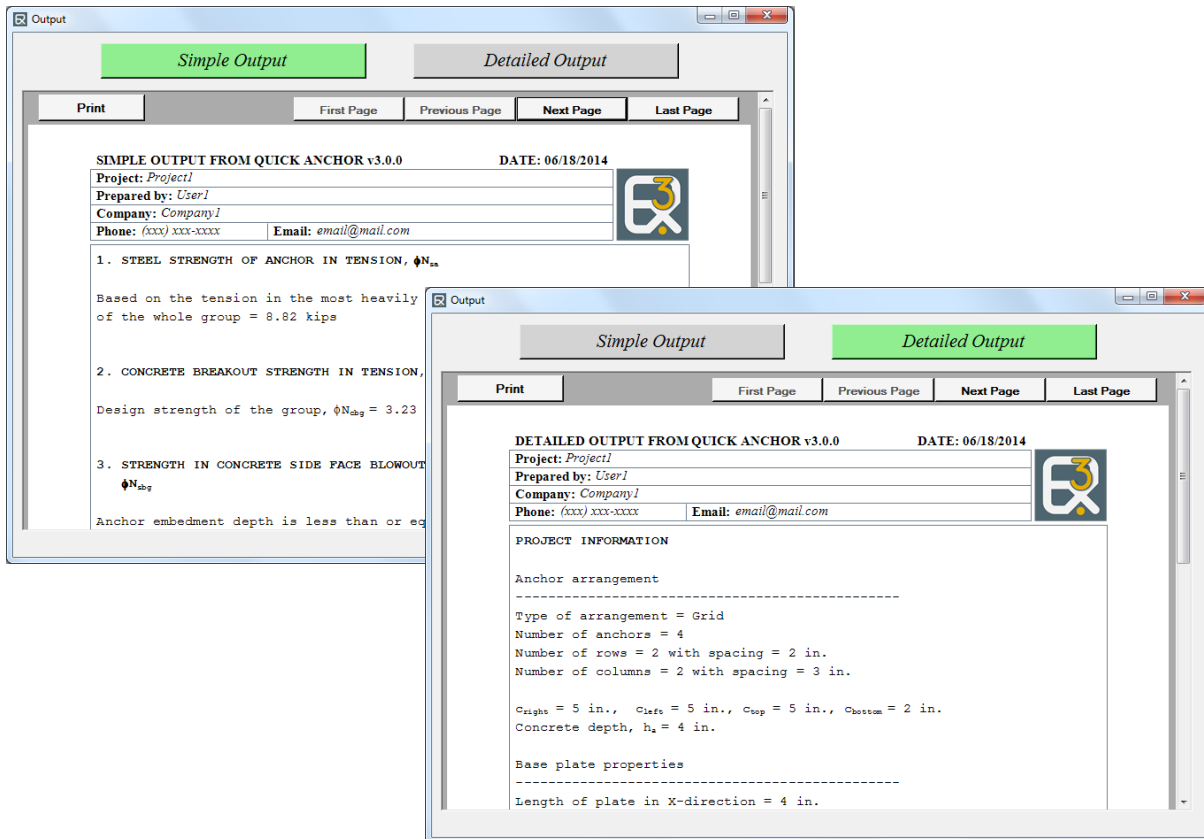 Output
Simple Output Detailed Output
Print First Page Previous Page Next Page Last Page
SIMPLE OUTPUT FROM QUICK ANCHOR v3.0.0 DATE: 06/18/2014
Project: Project1
Prepared by: User1
Company: Company1
Phone: (xxx) xxx-xxxx Email: email@mail.com
Ex3
1. STEEL STRENGTH OF ANCHOR IN TENSION, ϕNsa
Based on the tension in the most heavily
of the whole group = 8.82 kips
2. CONCRETE BREAKOUT STRENGTH IN TENSION,
Design strength of the group, ϕNcbg = 3.23
3. STRENGTH IN CONCRETE SIDE FACE BLOWOUT
ϕNsbg
Anchor embedment depth is less than or eq
Output
Simple Output Detailed Output
Print First Page Previous Page Next Page Last Page
DETAILED OUTPUT FROM QUICK ANCHOR v3.0.0 DATE: 06/18/2014
Project: Project1
Prepared by: User1
Company: Company1
Phone: (xxx) xxx-xxxx Email: email@mail.com
Ex3
PROJECT INFORMATION
Anchor arrangement
------------------------------------------------
Type of arrangement = Grid
Number of anchors = 4
Number of rows = 2 with spacing = 2 in.
Number of columns = 2 with spacing = 3 in.
cright = 5 in., cleft = 5 in., ctop = 5 in., cbottom = 2 in.
Concrete depth, ha = 4 in.
Base plate properties
------------------------------------------------
Length of plate in X-direction = 4 in.